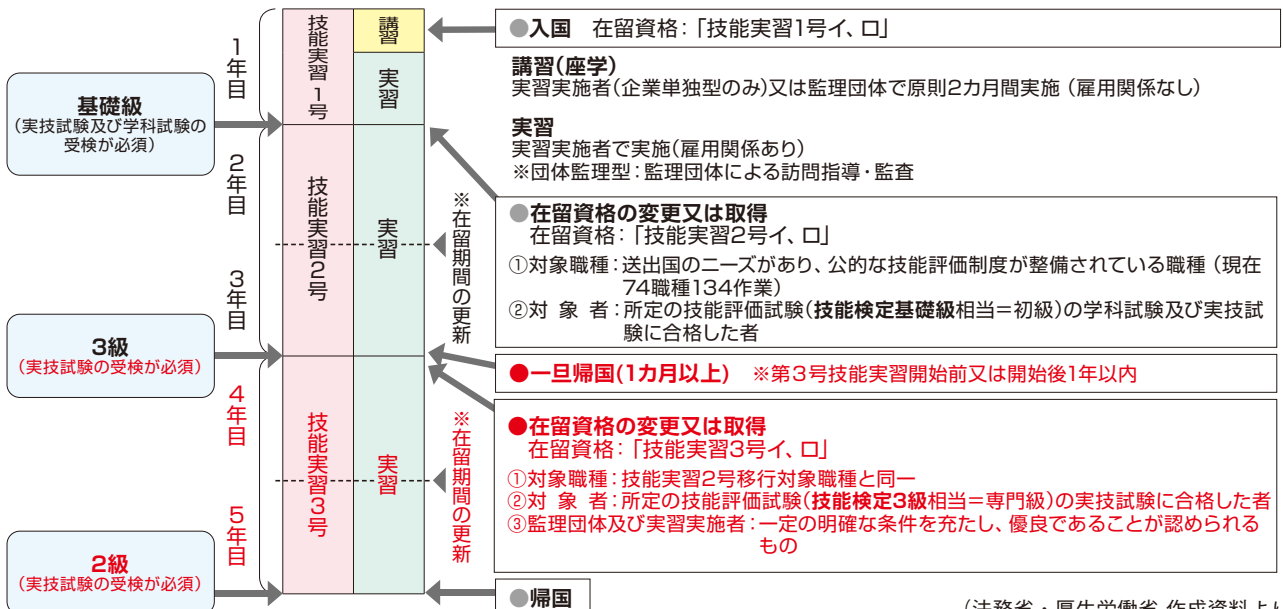 ●入国　在留資格：「技能実習1号イ、ロ」
講習(座学)
実習実施者(企業単独型のみ)又は監理団体で原則2カ月間実施（雇用関係なし）
実習
実習実施者で実施(雇用関係あり)
※団体監理型：監理団体による訪問指導・監査
●在留資格の変更又は取得
在留資格：「技能実習2号イ、ロ」
①対象職種：送出国のニーズがあり、公的な技能評価制度が整備されている職種（現在
74職種134作業）
②対 象 者：所定の技能評価試験(技能検定基礎級相当＝初級)の学科試験及び実技試
験に合格した者
●一旦帰国(1カ月以上)　※第３号技能実習開始前又は開始後1年以内
●在留資格の変更又は取得
在留資格：「技能実習3号イ、ロ」
①対象職種：技能実習2号移行対象職種と同一
②対 象 者：所定の技能評価試験(技能検定3級相当＝専門級)の実技試験に合格した者
③監理団体及び実習実施者：一定の明確な条件を充たし、優良であることが認められる
もの
●帰国
1年目
2年目
3年目
4年目
5年目
基礎級
(実技試験及び学科試験の
受検が必須)
3級
(実技試験の受検が必須)
2級
(実技試験の受検が必須)
技能実習1号
技能実習2号
技能実習3号
講習
実習
実習
実習
※在留期間の更新
※在留期間の更新
(法務省・厚生労働省 作成資料より